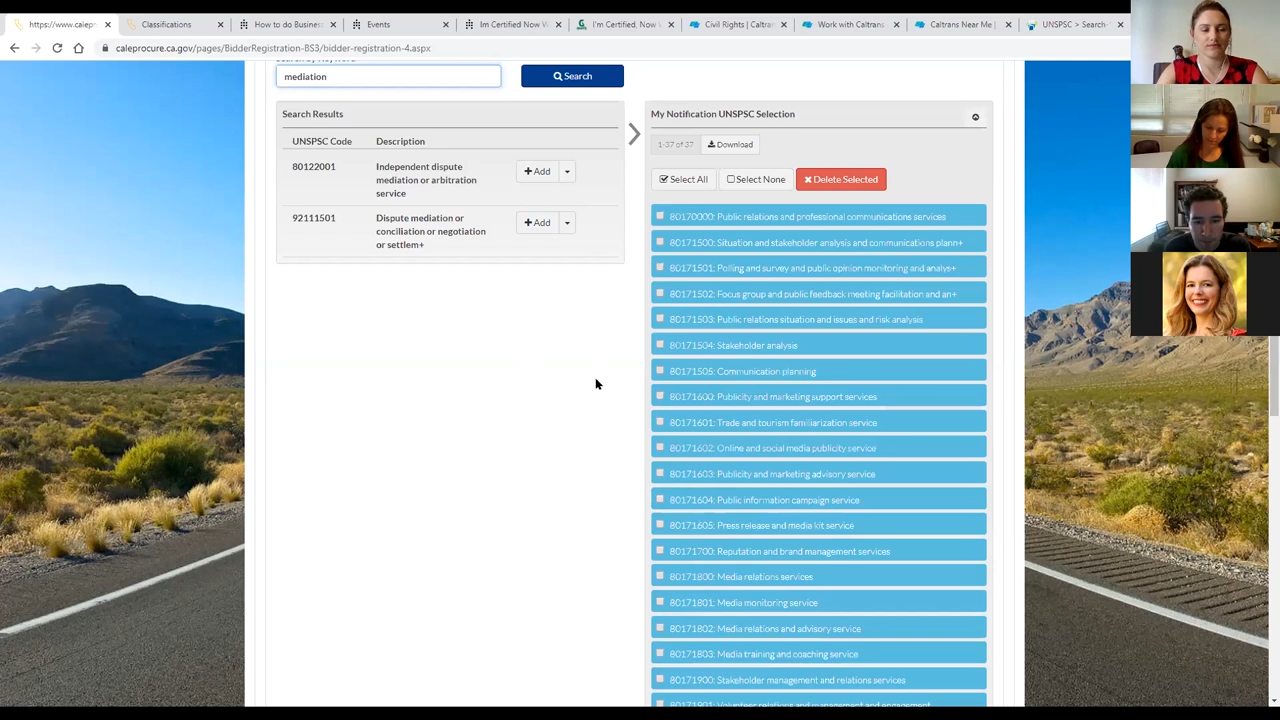 https://www.calepr
Classifications
How to do Busines
Events
Im Certified Now W
I'm Certified, Now
Civil Rights | Caltran
Work with Caltrans
Caltrans Near Me |
UNSPSC > Search
caleprocure.ca.gov/pages/BidderRegistration-BS3/bidder-registration-4.aspx
mediation
Search
Search Results
UNSPSC Code Description
80122001 Independent dispute mediation or arbitration service
Add
92111501 Dispute mediation or conciliation or negotiation or settlem+
Add
My Notification UNSPSC Selection
1-37 of 37 Download
Select All Select None Delete Selected
80170000: Public relations and professional communications services
80171500: Situation and stakeholder analysis and communications plann+
80171501: Polling and survey and public opinion monitoring and analys+
80171502: Focus group and public feedback meeting facilitation and an+
80171503: Public relations situation and issues and risk analysis
80171504: Stakeholder analysis
80171505: Communication planning
80171600: Publicity and marketing support services
80171601: Trade and tourism familiarization service
80171602: Online and social media publicity service
80171603: Publicity and marketing advisory service
80171604: Public information campaign service
80171605: Press release and media kit service
80171700: Reputation and brand management services
80171800: Media relations services
80171801: Media monitoring service
80171802: Media relations and advisory service
80171803: Media training and coaching service
80171900: Stakeholder management and relations services